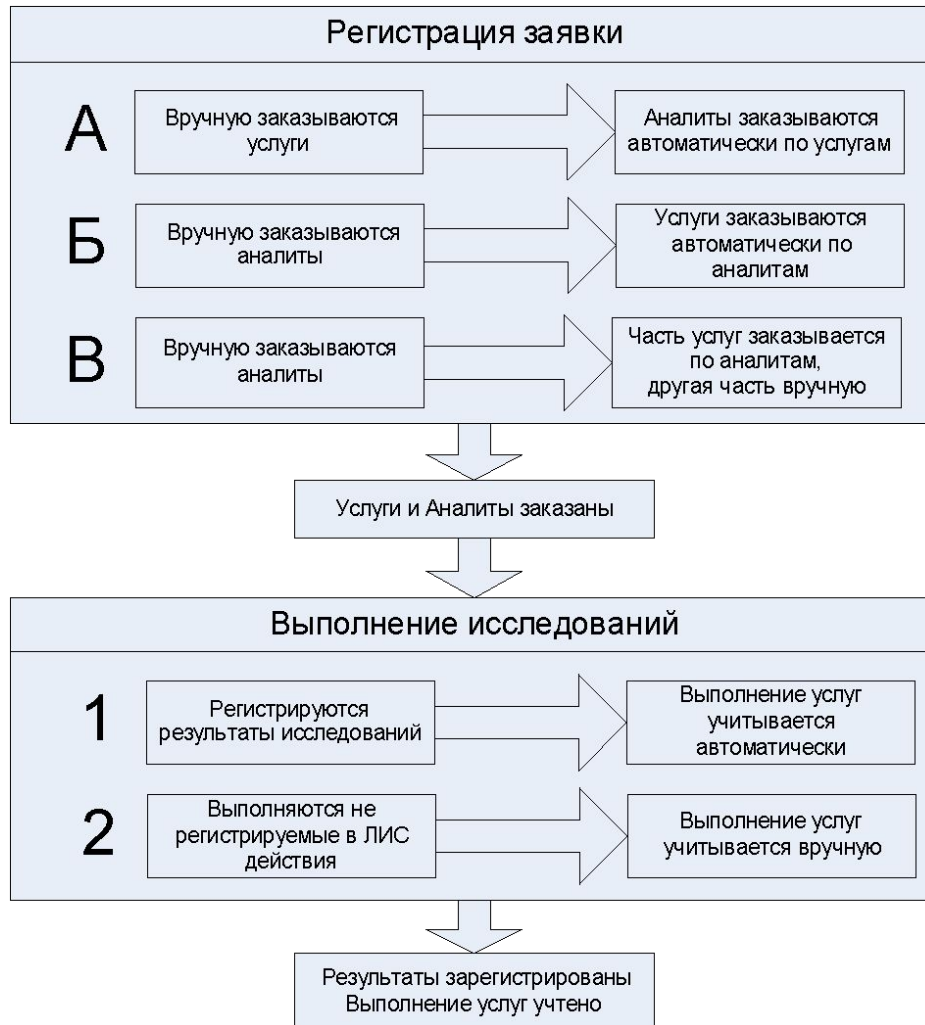 Регистрация заявки
А
Вручную заказываются
услуги
Аналиты заказываются
автоматически по услугам
Б
Вручную заказываются
аналиты
Услуги заказываются
автоматически по
аналитам
В
Вручную заказываются
аналиты
Часть услуг заказывается
по аналитам,
другая часть вручную
Услуги и Аналиты заказаны
Выполнение исследований
1
Регистрируются
результаты исследований
Выполнение услуг
учитывается
автоматически
2
Выполняются не
регистрируемые в ЛИС
действия
Выполнение услуг
учитывается вручную
Результаты зарегистрированы
Выполнение услуг учтено